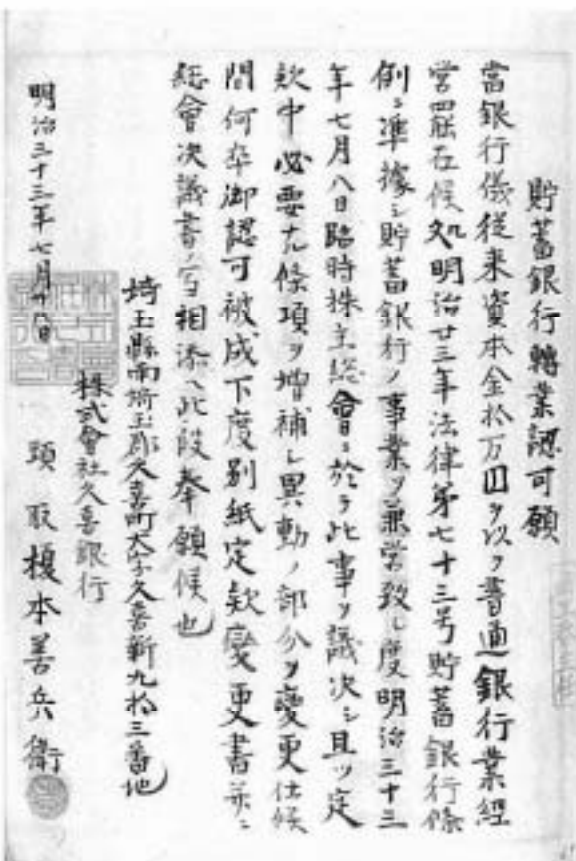 貯蓄銀行轉業認可願
當銀行儀従来資本金拾万円ヲ以テ普通銀行業経
営罷在候処明治廿三年法律第七十三号貯蓄銀行條
例ニ準據シ貯蓄銀行ノ事業ヲ兼営致シ度明治三十三
年七月八日臨時株主総會ニ於テ此事ヲ議決シ且ツ定
款中必要ナル條項ヲ増補シ異動ノ部分ヲ変更仕候
間何卒御認可被成下度別紙定款変更書并ニ
総會决議書ノ写相添ヘ此段奉願候也
埼玉縣南埼玉郡久喜町大字久喜新九拾三番地
株式會社久喜銀行
明治三十三年七月 日
頭取榎本善兵衛